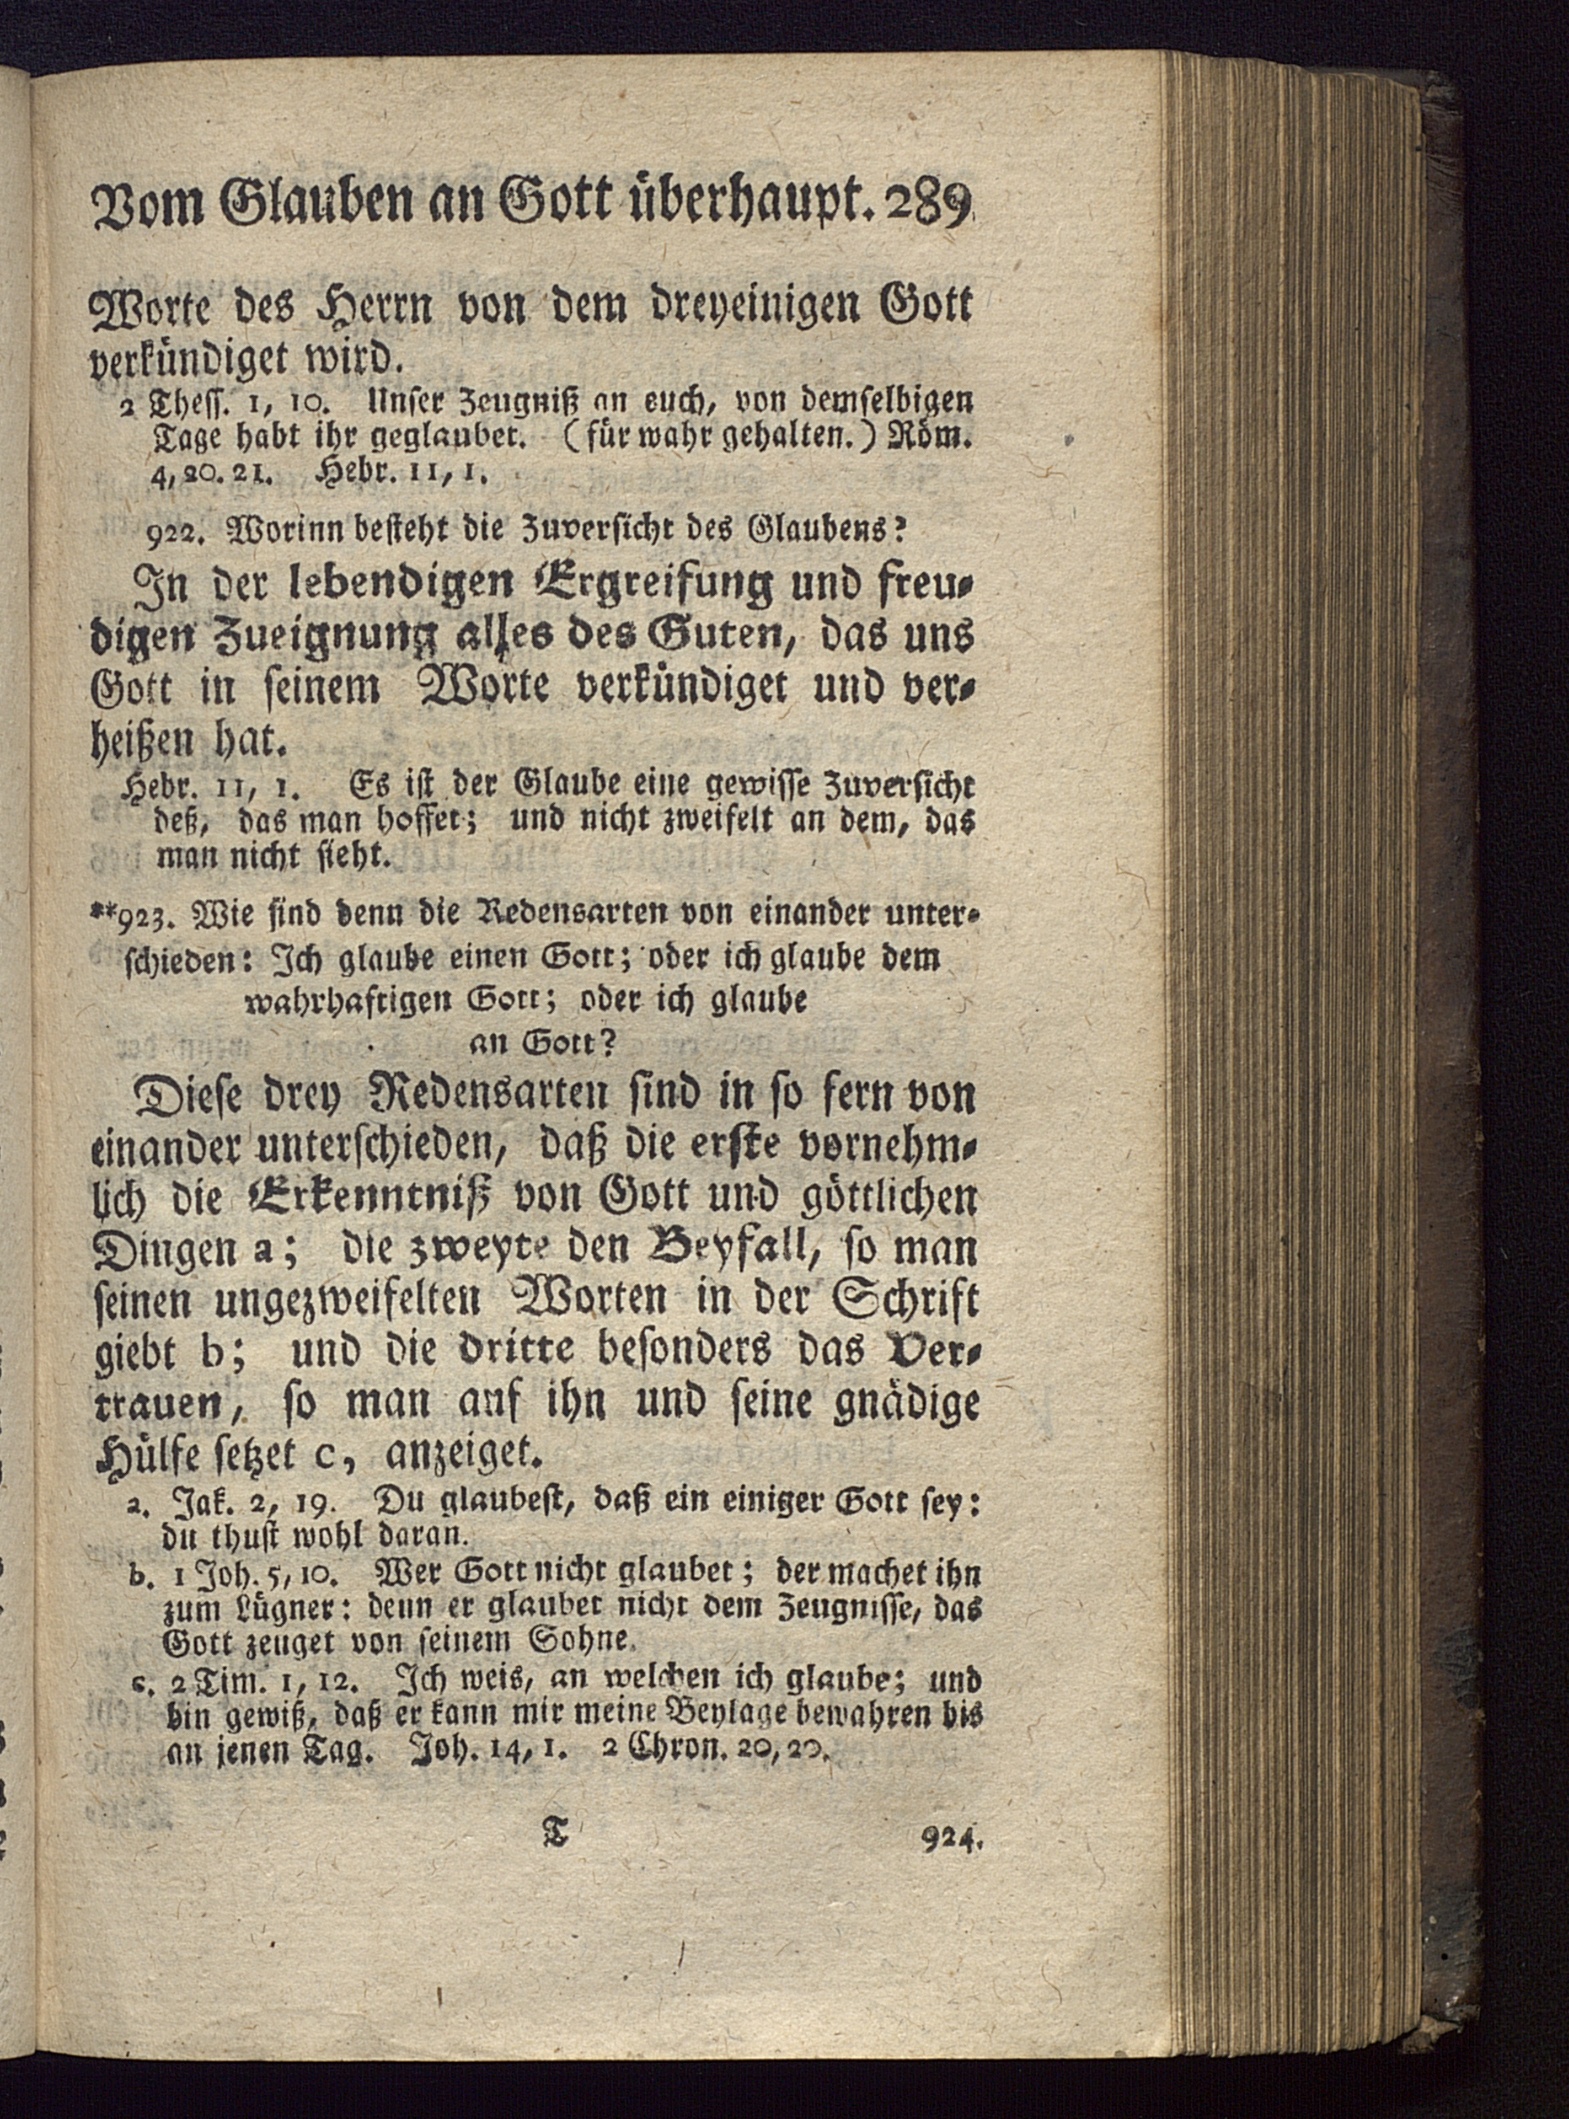 Vom Glauben an Gott überhaupt. 289
Worte des Herrn von dem dreyeinigen Gott
verkündiget wird.
2 Thess. 1, 10. Unser Zeugniß an euch, von demselbigen
Tage habt ihr geglaubet. (für wahr gehalten.) Röm.
4, 20. 21. Hebr. 11, 1.
922. Worinn besteht die Zuversicht des Glaubens?
In der lebendigen Ergreifung und freu-
digen Zueignung alles des Guten, das uns
Gott in seinem Worte verkündiget und ver-
heißen hat.
Hebr. 11, 1. Es ist der Glaube eine gewisse Zuversicht
deß, das man hoffet; und nicht zweifelt an dem, das
man nicht sieht.
**923. Wie sind denn die Redensarten von einander unter-
schieden: Ich glaube einen Gott; oder ich glaube dem
wahrhaftigen Gott; oder ich glaube
an Gott?
Diese drey Redensarten sind in so fern von
einander unterschieden, daß die erste vornehm-
lich die Erkenntniß von Gott und göttlichen
Dingen a; die zweyte den Beyfall, so man
seinen ungezweifelten Worten in der Schrift
giebt b; und die dritte besonders das Ver-
trauen, so man auf ihn und seine gnädige
Hülfe setzet c, anzeiget.
a. Jak. 2, 19. Du glaubest, daß ein einiger Gott sey:
du thust wohl daran.
b. 1 Joh. 5, 10. Wer Gott nicht glaubet; der machet ihn
zum Lügner: denn er glaubet nicht dem Zeugnisse, das
Gott zeuget von seinem Sohne.
c. 2 Tim. 1, 12. Ich weis, an welchen ich glaube; und
bin gewiß, daß er kann mir meine Beylage bewahren bis
an jenen Tag. Joh. 14, 1. 2 Chron. 20, 20.
T 924.